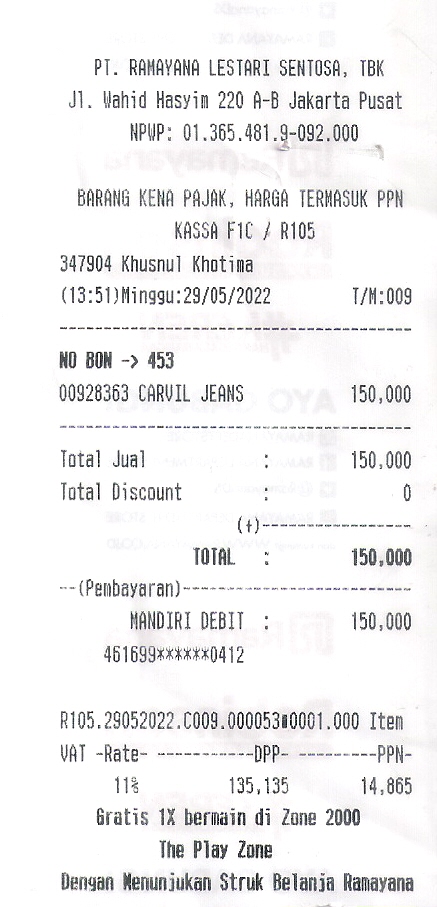 PT. RAMAYANA LESTARI SENTOSA, TBK
Jl. Wahid Hasyim 220 A-B Jakarta Pusat
NPWP: 01.365.481.9-092.000
BARANG KENA PAJAK, HARGA TERMASUK PPN
KASSA F1C / R105
347904 Khusnul Khotima
(13:51)Minggu:29/05/2022 T/M:009
----------------------------------------
NO BON -> 453
00928363 CARVIL JEANS 150,000
----------------------------------------
Total Jual : 150,000
Total Discount : 0
(+)-----------------
TOTAL : 150,000
--(Pembayaran)--------------------------
MANDIRI DEBIT : 150,000
461699******0412
R105.29052022.C009.000053#0001.000 Item
VAT -Rate- -----------DPP- ---------PPN-
11% 135,135 14,865
Gratis 1X bermain di Zone 2000
The Play Zone
Dengan Menunjukan Struk Belanja Ramayana